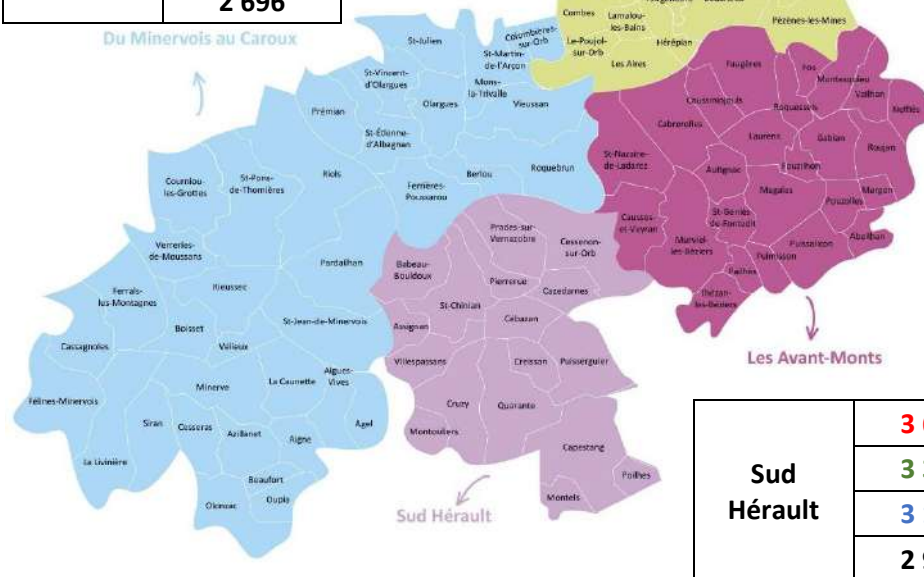 2 696
Du Minervois au Caroux
Combes
Lamalou-
les-Bains
Pézènes-les-Mines
Le-Poujol-
sur-Orb
Hérépian
Les Aires
St-Julien
Colombières-
sur-Orb
St-Martin-
de-l'Arçon
St-Vincent-
d'Olargues
Mons-
la-Trivalle
Olargues
Vieussan
Prémian
St-Étienne-
d'Albagnan
Riols
Berlou
Roquebrun
Ferrières-
Poussarou
Courniou-
les-Grottes
St-Pons-
de-Thomières
Verreries-
de-Moussans
Pardailhan
Rieussec
Ferrals-
les-Montagnes
Boisset
St-Jean-de-Minervois
Cassagnoles
Vélieux
Minerve
La Caunette
Aigues-
Vives
Félines-Minervois
Siran
Cesseras
Azillanet
Aigne
Agel
La Livinière
Beaufort
Olonzac
Oupia
Faugères
Fos
Montesquieu
Vailhan
Neffiès
Caussiniojouls
Roquessels
Cabrerolles
Laurens
Gabian
Roujan
St-Nazaire-
de-Ladarez
Autignac
Fouzilhon
Magalas
Margon
Pouzolles
Causses-
et-Veyran
St-Geniès
de-Fontedit
Murviel-
les-Béziers
Puissalicon
Abeilhan
Puimisson
Pailhès
Thézan-
les-Béziers
Les Avant-Monts
Prades-sur-
Vernazobre
Cessenon-
sur-Orb
Babeau-
Bouldoux
Pierrerue
Cazedarnes
St-Chinian
Cébazan
Assignan
Villespassans
Creissan
Puisserguier
Cruzy
Quarante
Montouliers
Capestang
Poilhes
Montels
Sud Hérault
Sud
Hérault
3
3
3
2